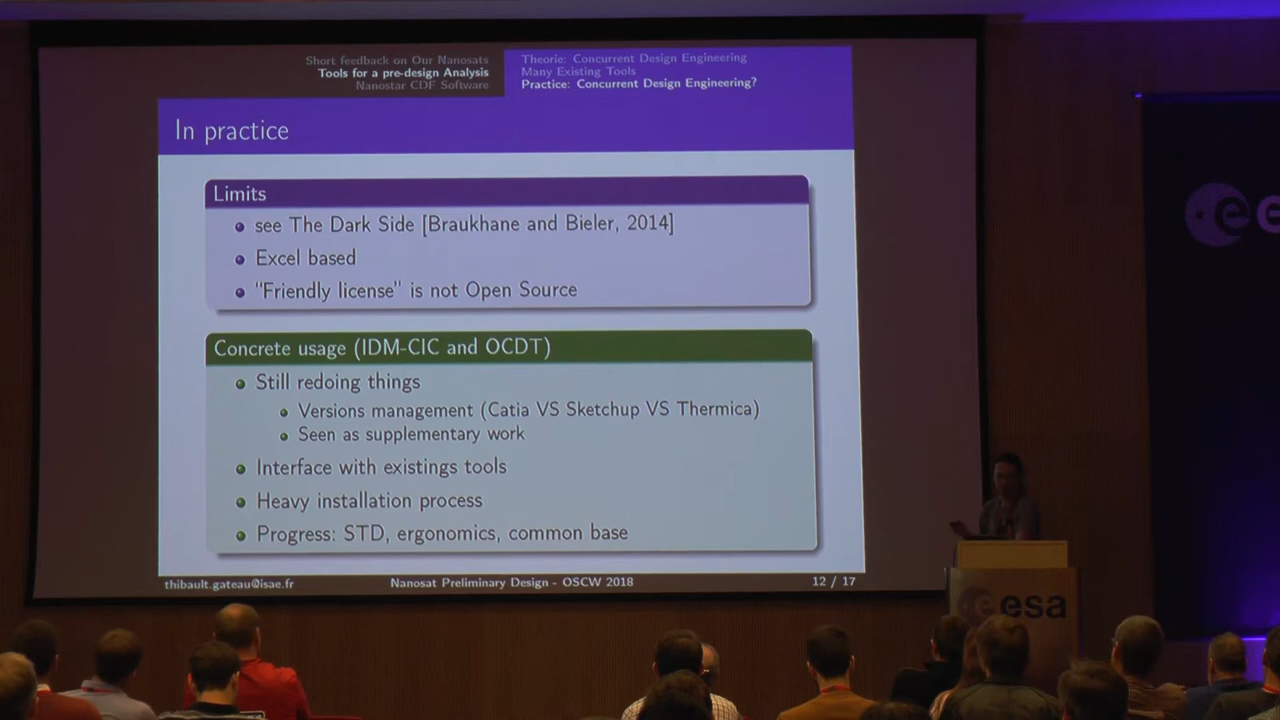 Short feedback on Our Nanosats
Tools for a pre-design Analysis
Nanostar CDF Software
Theorie: Concurrent Design Engineering
Many Existing Tools
Practice: Concurrent Design Engineering?
In practice
Limits
see The Dark Side [Braukhane and Bieler, 2014]
Excel based
“Friendly license” is not Open Source
Concrete usage (IDM-CIC and OCDT)
Still redoing things
Versions management (Catia VS Sketchup VS Thermica)
Seen as supplementary work
Interface with existings tools
Heavy installation process
Progress: STD, ergonomics, common base
thibault.gateau@isae.fr
Nanosat Preliminary Design - OSCW 2018
12 / 17
esa